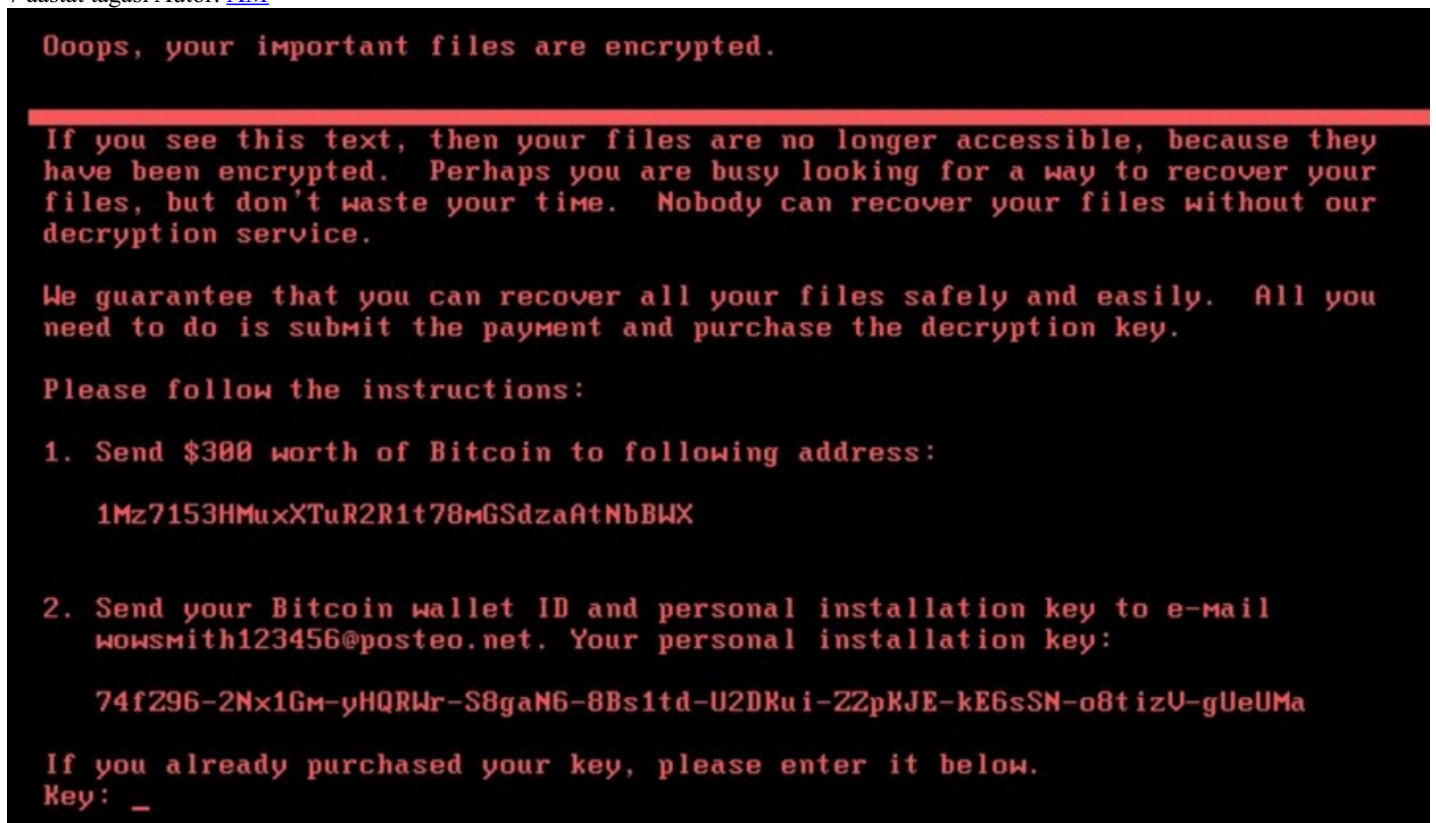 7 aastat tagasi Autor: AM
Ooops, your important files are encrypted.
If you see this text, then your files are no longer accessible, because they
have been encrypted.  Perhaps you are busy looking for a way to recover your
files, but don't waste your time.  Nobody can recover your files without our
decryption service.
We guarantee that you can recover all your files safely and easily.  All you
need to do is submit the payment and purchase the decryption key.
Please follow the instructions:
1. Send $300 worth of Bitcoin to following address:
1Mz7153HMuxXTuR2R1t78mGSdzaAtNbBWX
2. Send your Bitcoin wallet ID and personal installation key to e-mail
wowsmith123456@posteo.net. Your personal installation key:
74fZ96-2Nx1Gm-yHQRWr-S8gaN6-8Bs1td-U2DKui-ZZpKJE-kE6sSN-o8tizV-gUeUMa
If you already purchased your key, please enter it below.
Key: _